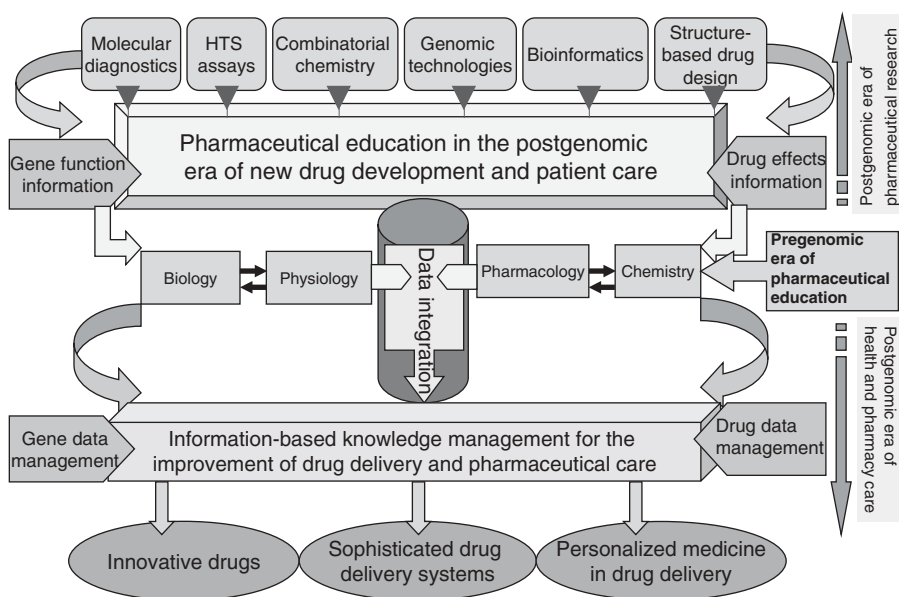 Molecular
diagnostics
HTS
assays
Combinatorial
chemistry
Genomic
technologies
Bioinformatics
Structure-
based drug
design
Postgenomic era of
pharmaceutical research
Pharmaceutical education in the postgenomic
era of new drug development and patient care
Gene function
information
Drug effects
information
Biology
Physiology
Data integration
Pharmacology
Chemistry
Pregenomic
era of
pharmaceutical
education
Postgenomic era of
health and pharmacy care
Gene data
management
Information-based knowledge management for the
improvement of drug delivery and pharmaceutical care
Drug data
management
Innovative drugs
Sophisticated drug
delivery systems
Personalized medicine
in drug delivery